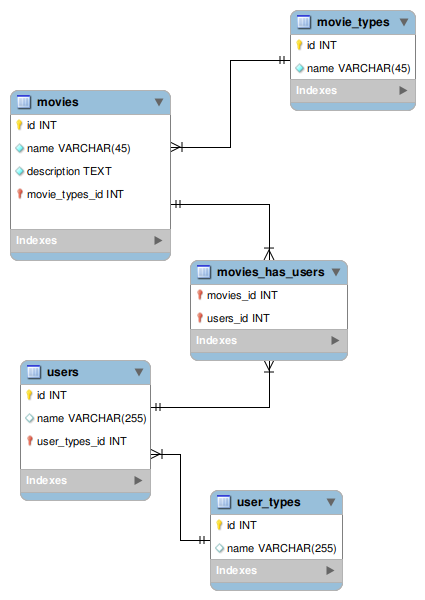 movie_types
id INT
name VARCHAR(45)
Indexes
movies
id INT
name VARCHAR(45)
description TEXT
movie_types_id INT
Indexes
movies_has_users
movies_id INT
users_id INT
Indexes
users
id INT
name VARCHAR(255)
user_types_id INT
Indexes
user_types
id INT
name VARCHAR(255)
Indexes